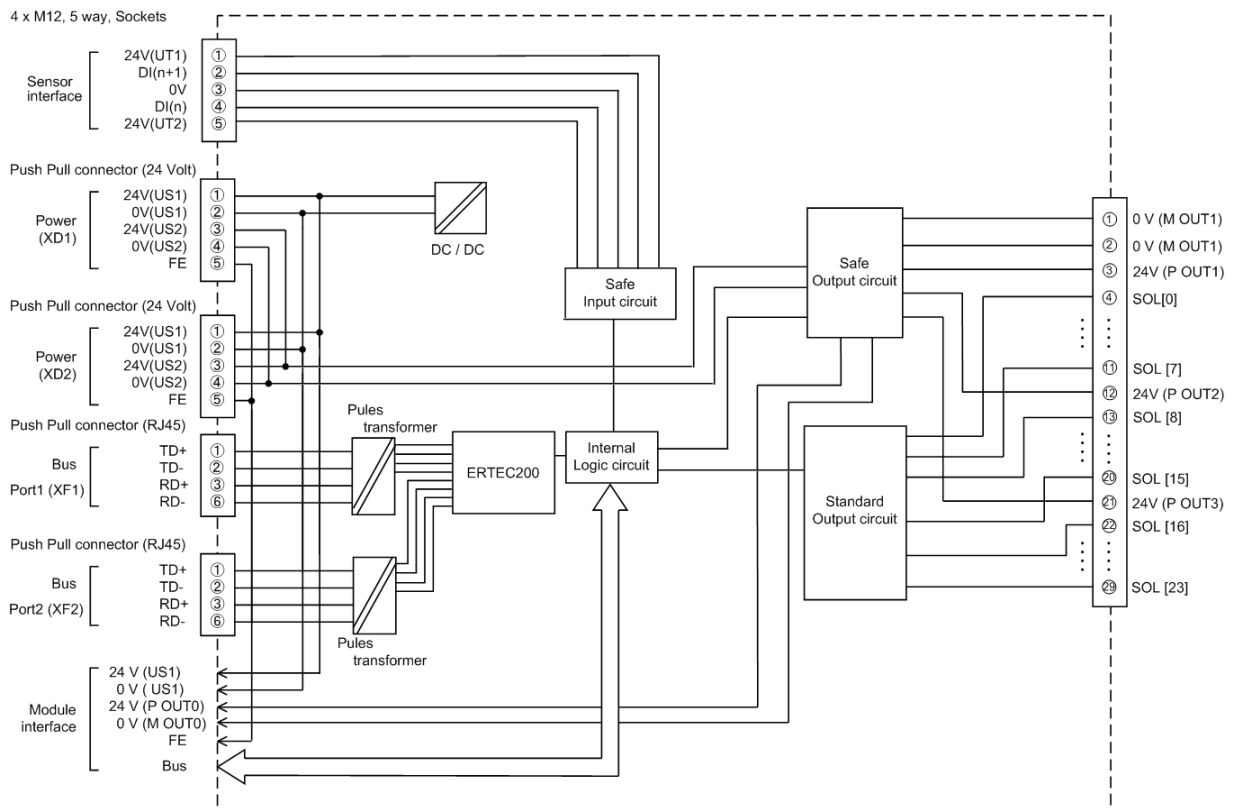 4 x M12, 5 way, Sockets
Sensor
interface
24V(UT1) ①
DI(n+1) ②
0V ③
DI(n) ④
24V(UT2) ⑤
Push Pull connector (24 Volt)
Power
(XD1)
24V(US1) ①
0V(US1) ②
24V(US2) ③
0V(US2) ④
FE ⑤
DC / DC
Push Pull connector (24 Volt)
Power
(XD2)
24V(US1) ①
0V(US1) ②
24V(US2) ③
0V(US2) ④
FE ⑤
Push Pull connector (RJ45)
Bus
Port1 (XF1)
TD+ ①
TD- ②
RD+ ③
RD- ⑥
Pules
transformer
ERTEC200
Push Pull connector (RJ45)
Bus
Port2 (XF2)
TD+ ①
TD- ②
RD+ ③
RD- ⑥
Pules
transformer
Module
interface
24 V (US1)
0 V ( US1)
24 V (P OUT0)
0 V (M OUT0)
FE
Bus
Safe
Input circuit
Internal
Logic circuit
Safe
Output circuit
Standard
Output circuit
① 0 V (M OUT1)
② 0 V (M OUT1)
③ 24V (P OUT1)
④ SOL[0]
⑪ SOL [7]
⑫ 24V (P OUT2)
⑬ SOL [8]
⑳ SOL [15]
㉑ 24V (P OUT3)
㉒ SOL [16]
㉙ SOL [23]